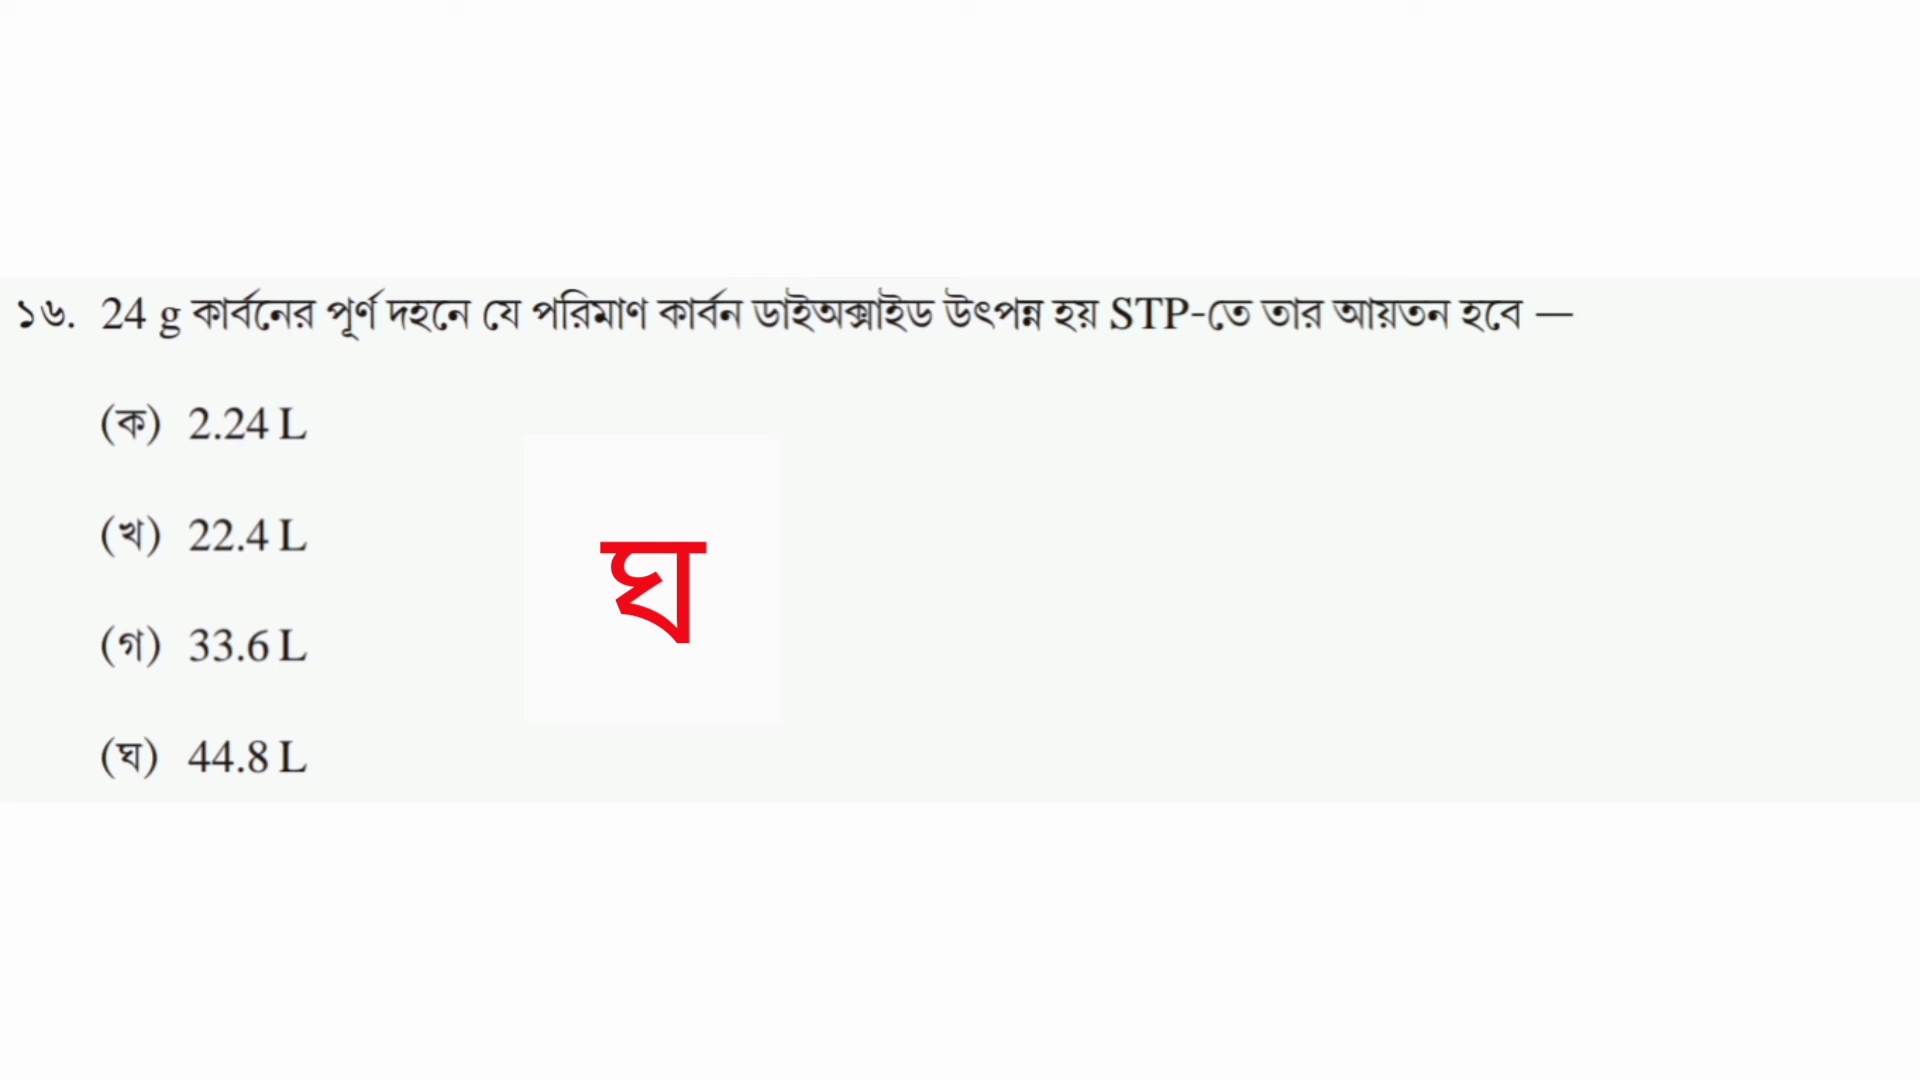 ১৬. 24 g কার্বনের পূর্ণ দহনে যে পরিমাণ কার্বন ডাইঅক্সাইড উৎপন্ন হয় STP-তে তার আয়তন হবে —
(ক) 2.24 L
(খ) 22.4 L
ঘ
(গ) 33.6 L
(ঘ) 44.8 L